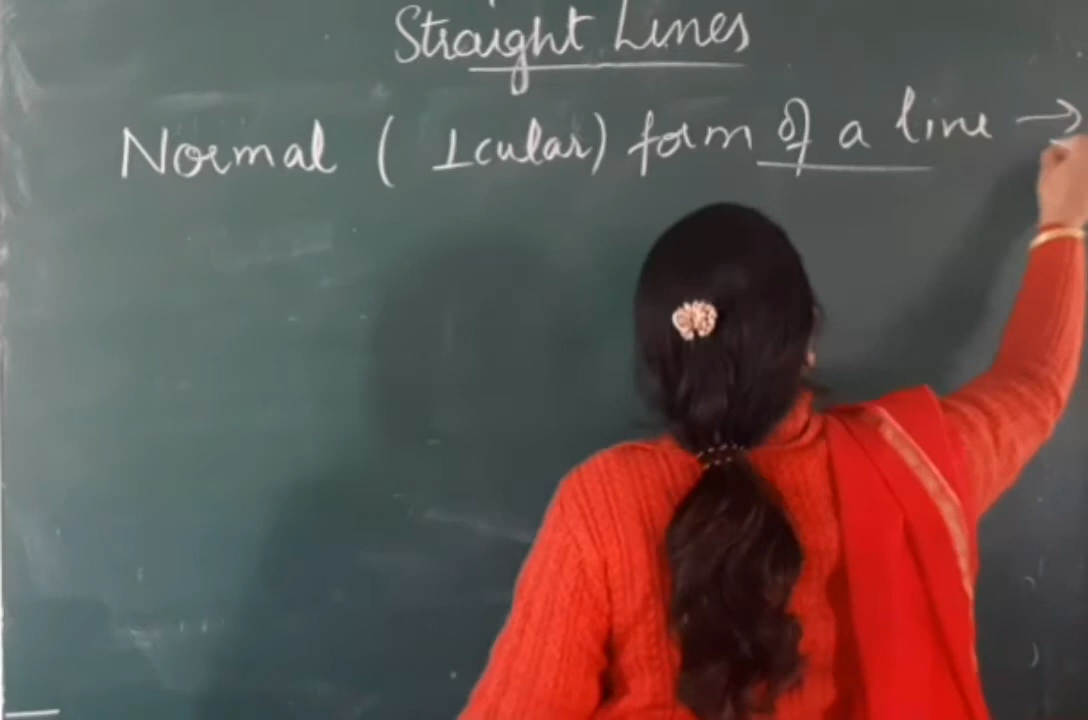 Straight Lines
Normal ( ⊥cular) form of a line →